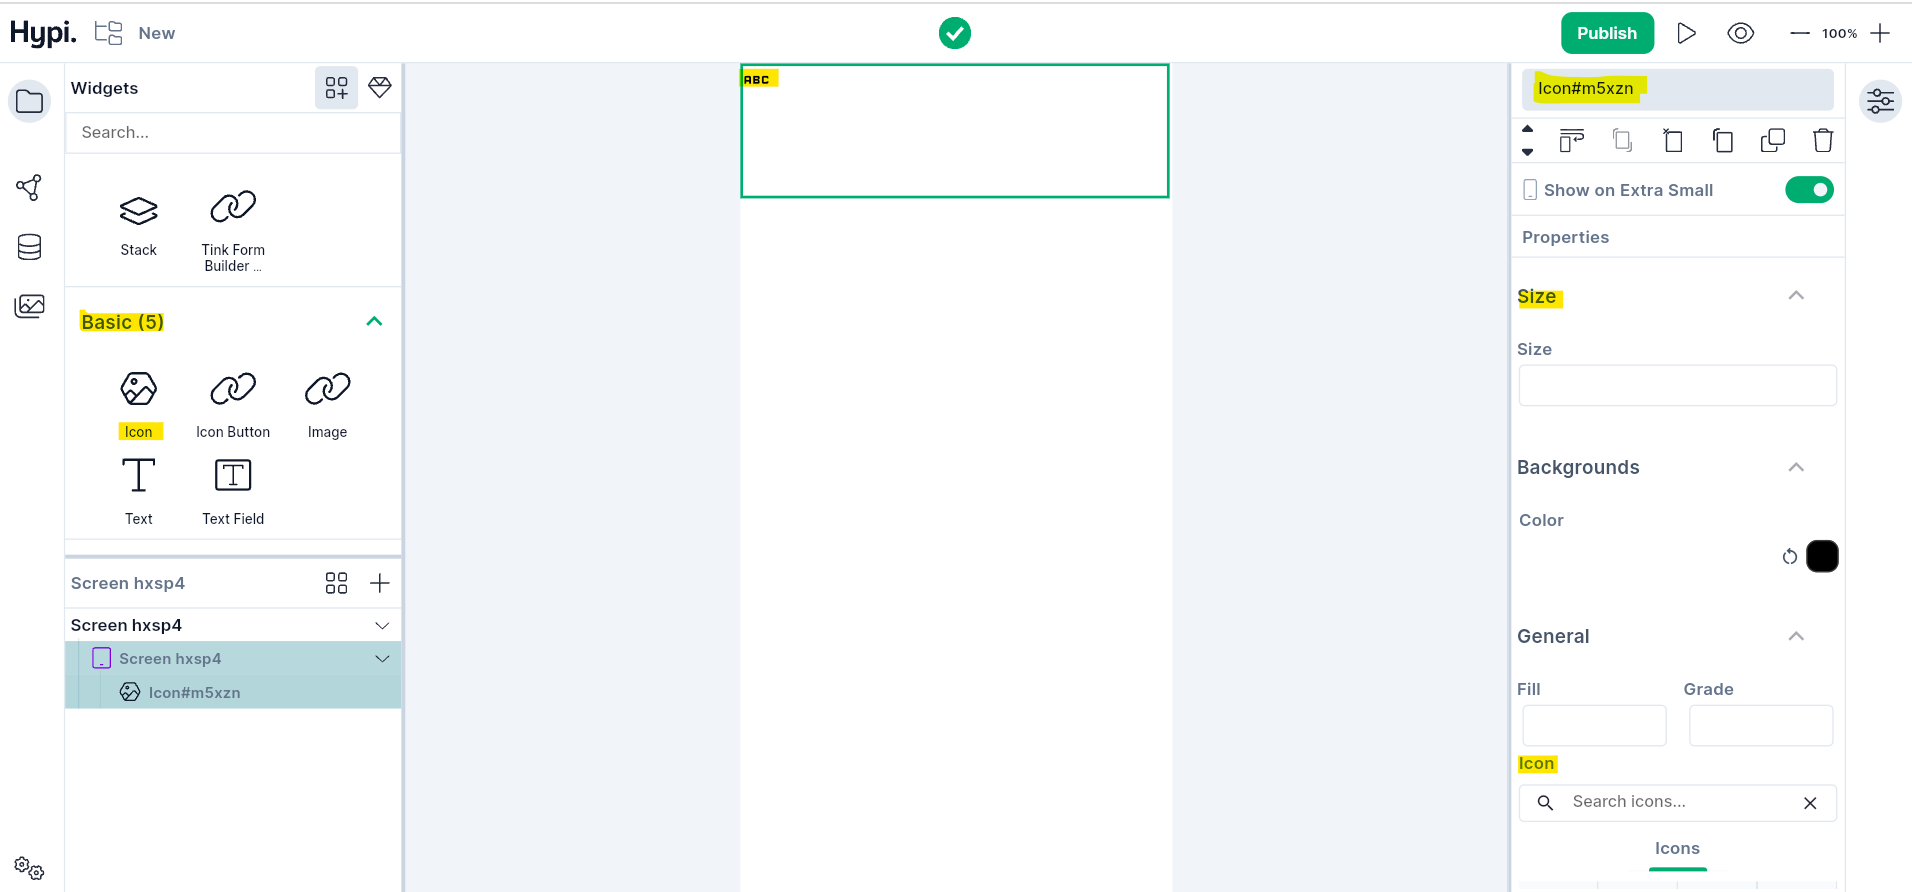 Hypi.
New
Publish
100%
Widgets
Search...
Stack
Tink Form
Builder ...
Basic (5)
Icon
Icon Button
Image
Text
Text Field
Screen hxsp4
Screen hxsp4
Screen hxsp4
Icon#m5xzn
ABC
Icon#m5xzn
Show on Extra Small
Properties
Size
Size
Backgrounds
Color
General
Fill
Grade
Icon
Search icons...
Icons